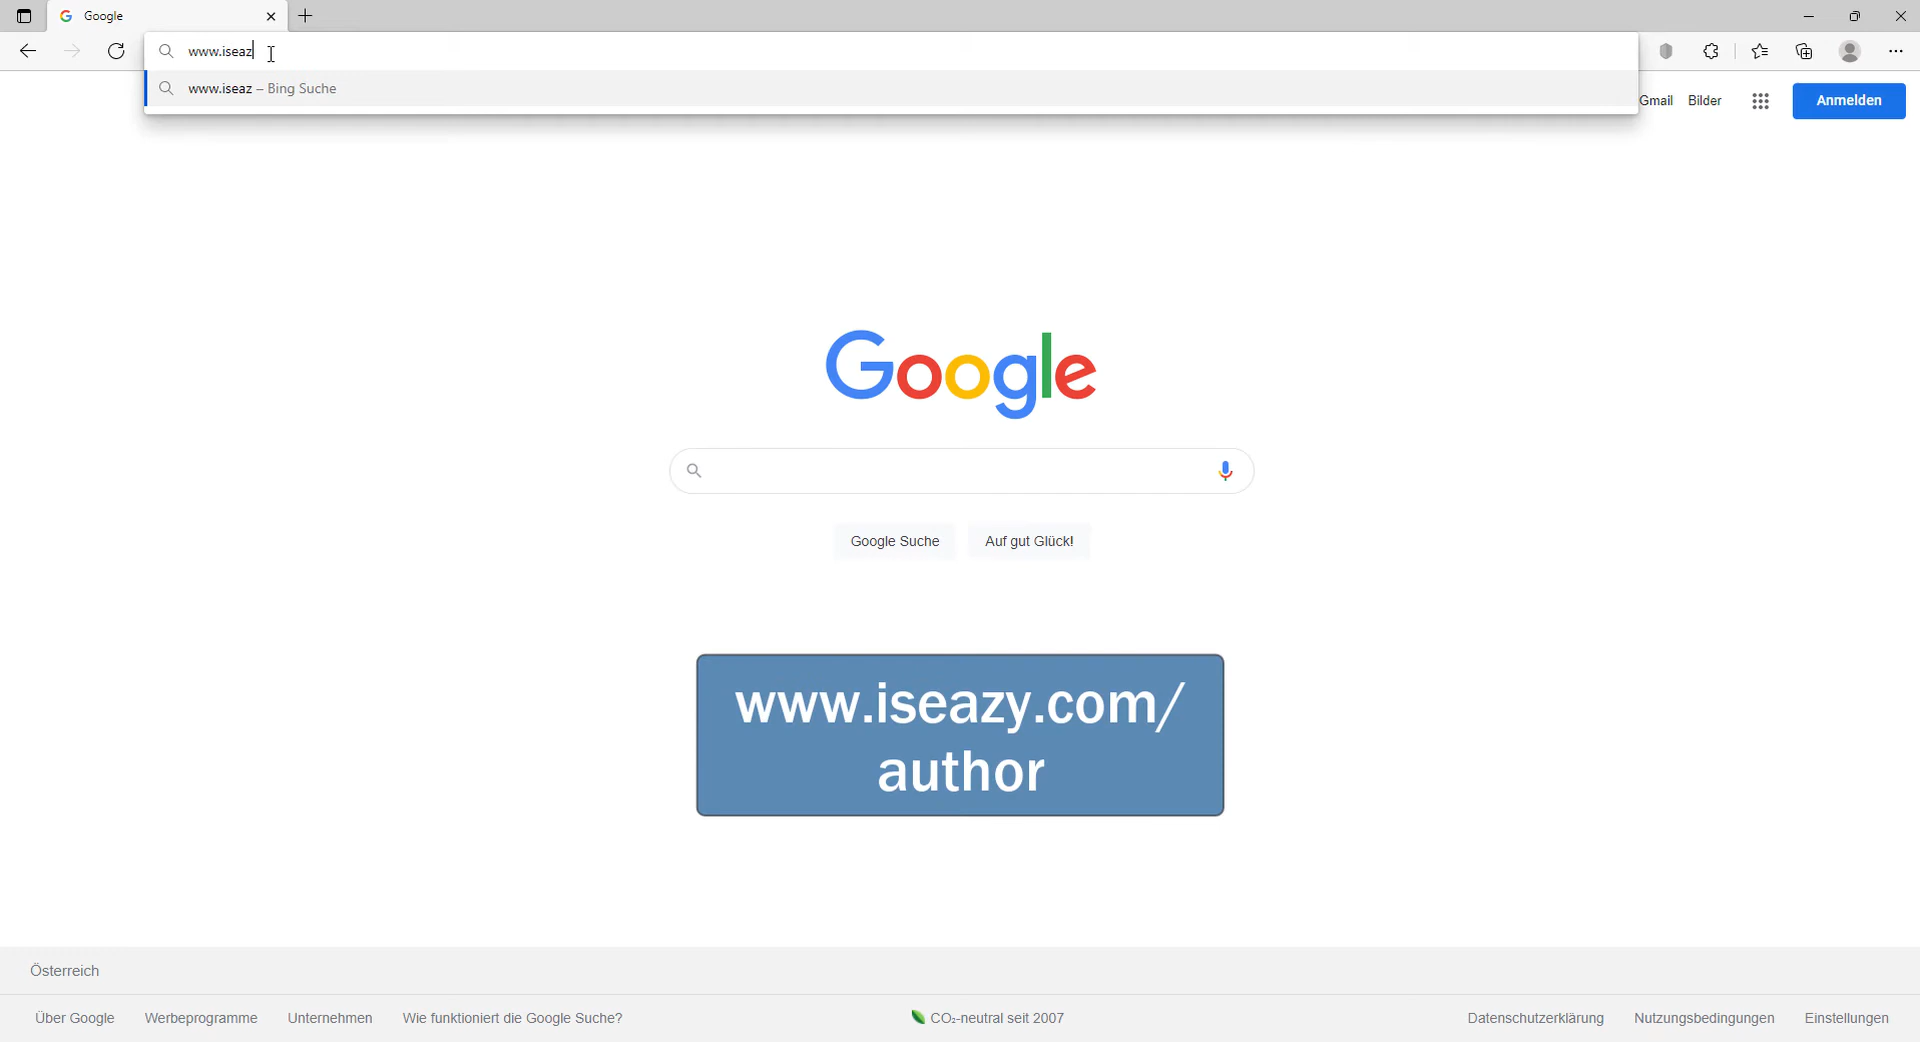 Google
www.iseaz
www.iseaz – Bing Suche
Gmail Bilder Anmelden
Google
Google Suche Auf gut Glück!
www.iseazy.com/
author
Österreich
Über Google Werbeprogramme Unternehmen Wie funktioniert die Google Suche? CO₂-neutral seit 2007 Datenschutzerklärung Nutzungsbedingungen Einstellungen